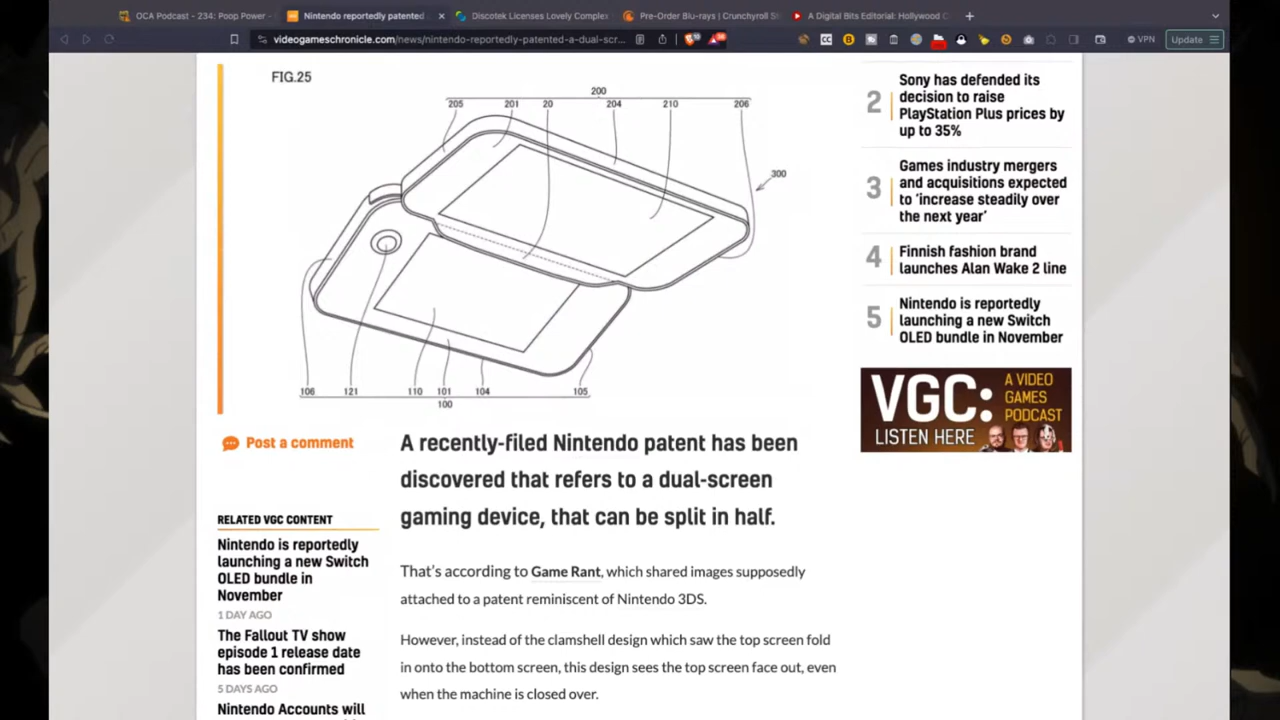 OCA Podcast - 234: Poop Power -
Nintendo reportedly patented
Discotek Licenses Lovely Complex
Pre-Order Blu-rays | Crunchyroll St
A Digital Bits Editorial: Hollywood C
videogameschronicle.com/news/nintendo-reportedly-patented-a-dual-scr...
VPN
Update
FIG.25
200
205 201 20 204 210 206
300
106 121 110 101 104 105
100
Post a comment
RELATED VGC CONTENT
Nintendo is reportedly
launching a new Switch
OLED bundle in
November
1 DAY AGO
The Fallout TV show
episode 1 release date
has been confirmed
5 DAYS AGO
Nintendo Accounts will
A recently-filed Nintendo patent has been
discovered that refers to a dual-screen
gaming device, that can be split in half.
That's according to Game Rant, which shared images supposedly
attached to a patent reminiscent of Nintendo 3DS.
However, instead of the clamshell design which saw the top screen fold
in onto the bottom screen, this design sees the top screen face out, even
when the machine is closed over.
2
Sony has defended its
decision to raise
PlayStation Plus prices by
up to 35%
3
Games industry mergers
and acquisitions expected
to 'increase steadily over
the next year'
4
Finnish fashion brand
launches Alan Wake 2 line
5
Nintendo is reportedly
launching a new Switch
OLED bundle in November
VGC: A VIDEO
GAMES
PODCAST
LISTEN HERE